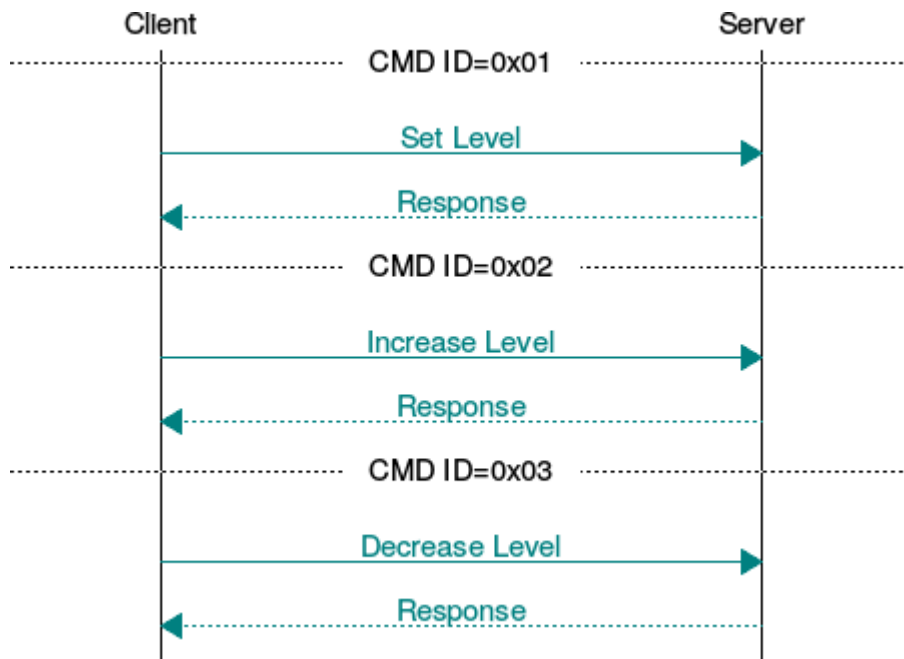 Client Server
CMD ID=0x01
Set Level
Response
CMD ID=0x02
Increase Level
Response
CMD ID=0x03
Decrease Level
Response